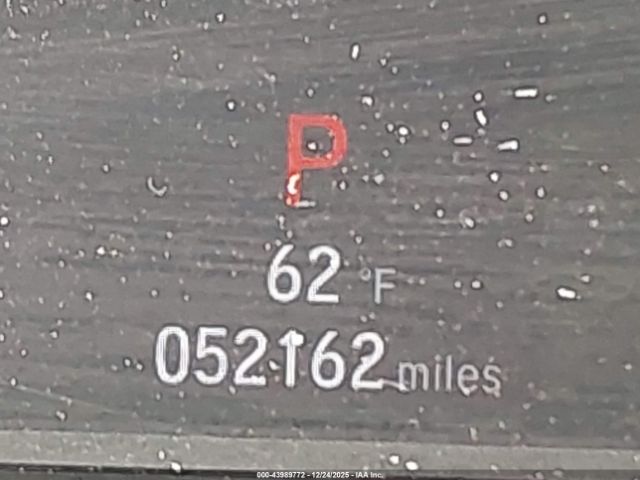 P
62 °F
052162 miles
000-43989772 - 12/24/2025 - IAA Inc.